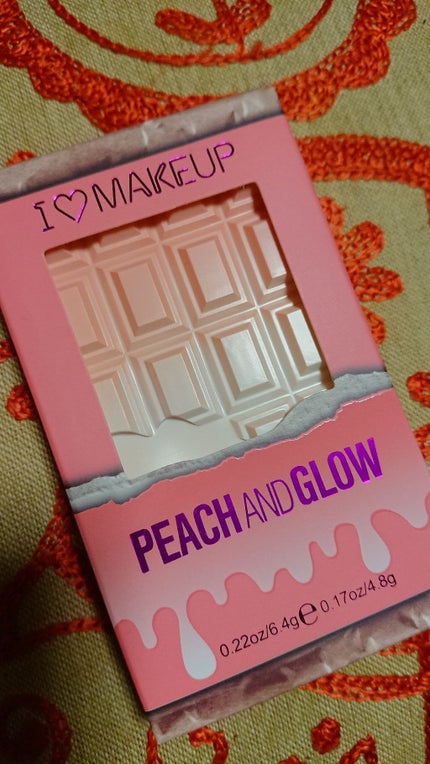 I ♡ MAKEUP
PEACH AND GLOW
0.22oz/6.4g ℮ 0.17oz/4.8g